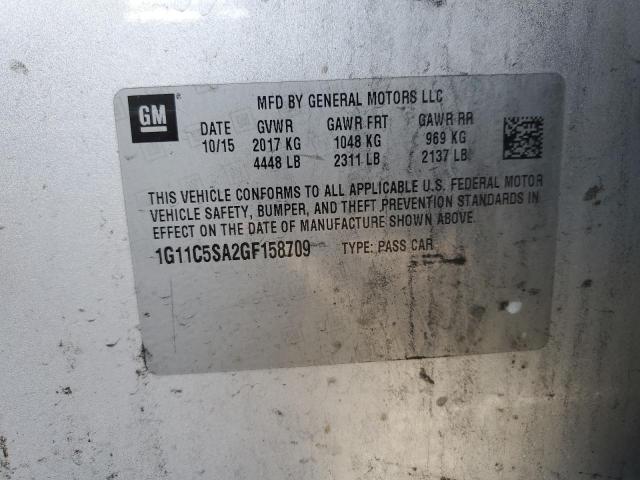 GM
MFD BY GENERAL MOTORS LLC
DATE GVWR GAWR FRT GAWR RR
10/15 2017 KG 1048 KG 969 KG
4448 LB 2311 LB 2137 LB
THIS VEHICLE CONFORMS TO ALL APPLICABLE U.S. FEDERAL MOTOR
VEHICLE SAFETY, BUMPER, AND THEFT PREVENTION STANDARDS IN
EFFECT ON THE DATE OF MANUFACTURE SHOWN ABOVE.
1G11C5SA2GF158709 TYPE: PASS CAR